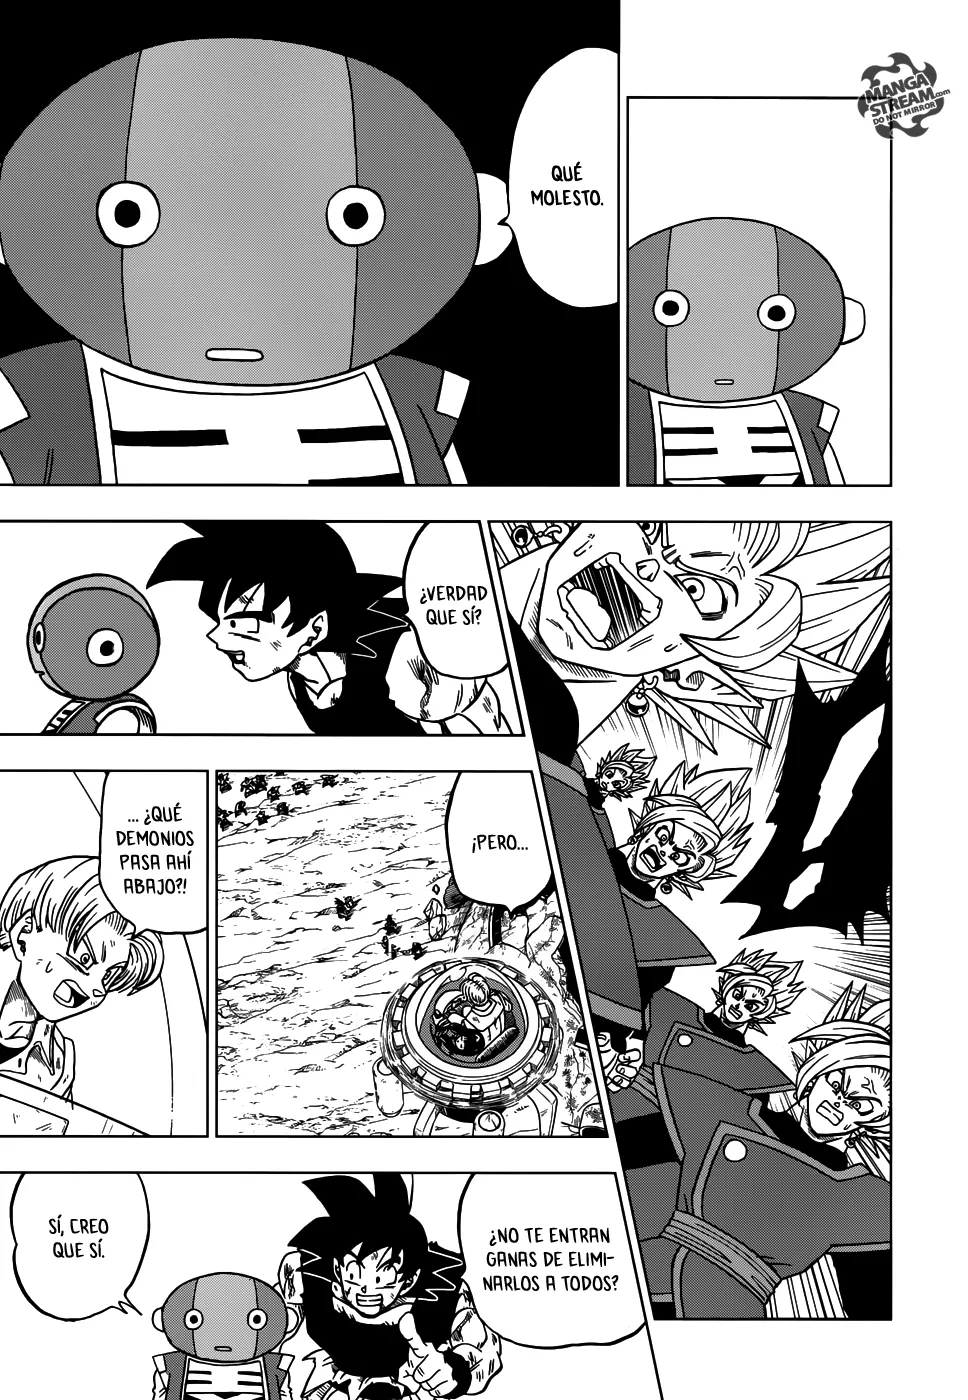 MANGA
STREAM.com
DO NOT MIRROR
QUÉ
MOLESTO.
¿VERDAD
QUE SÍ?
¡PERO...
... ¿QUÉ
DEMONIOS
PASA AHÍ
ABAJO?!
¿NO TE ENTRAN
GANAS DE ELIMI-
NARLOS A TODOS?
SÍ, CREO
QUE SÍ.